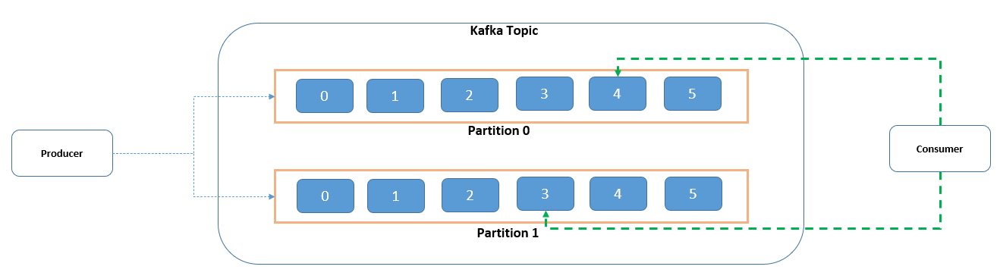 Kafka Topic
0 1 2 3 4 5
Partition 0
Producer
Consumer
0 1 2 3 4 5
Partition 1